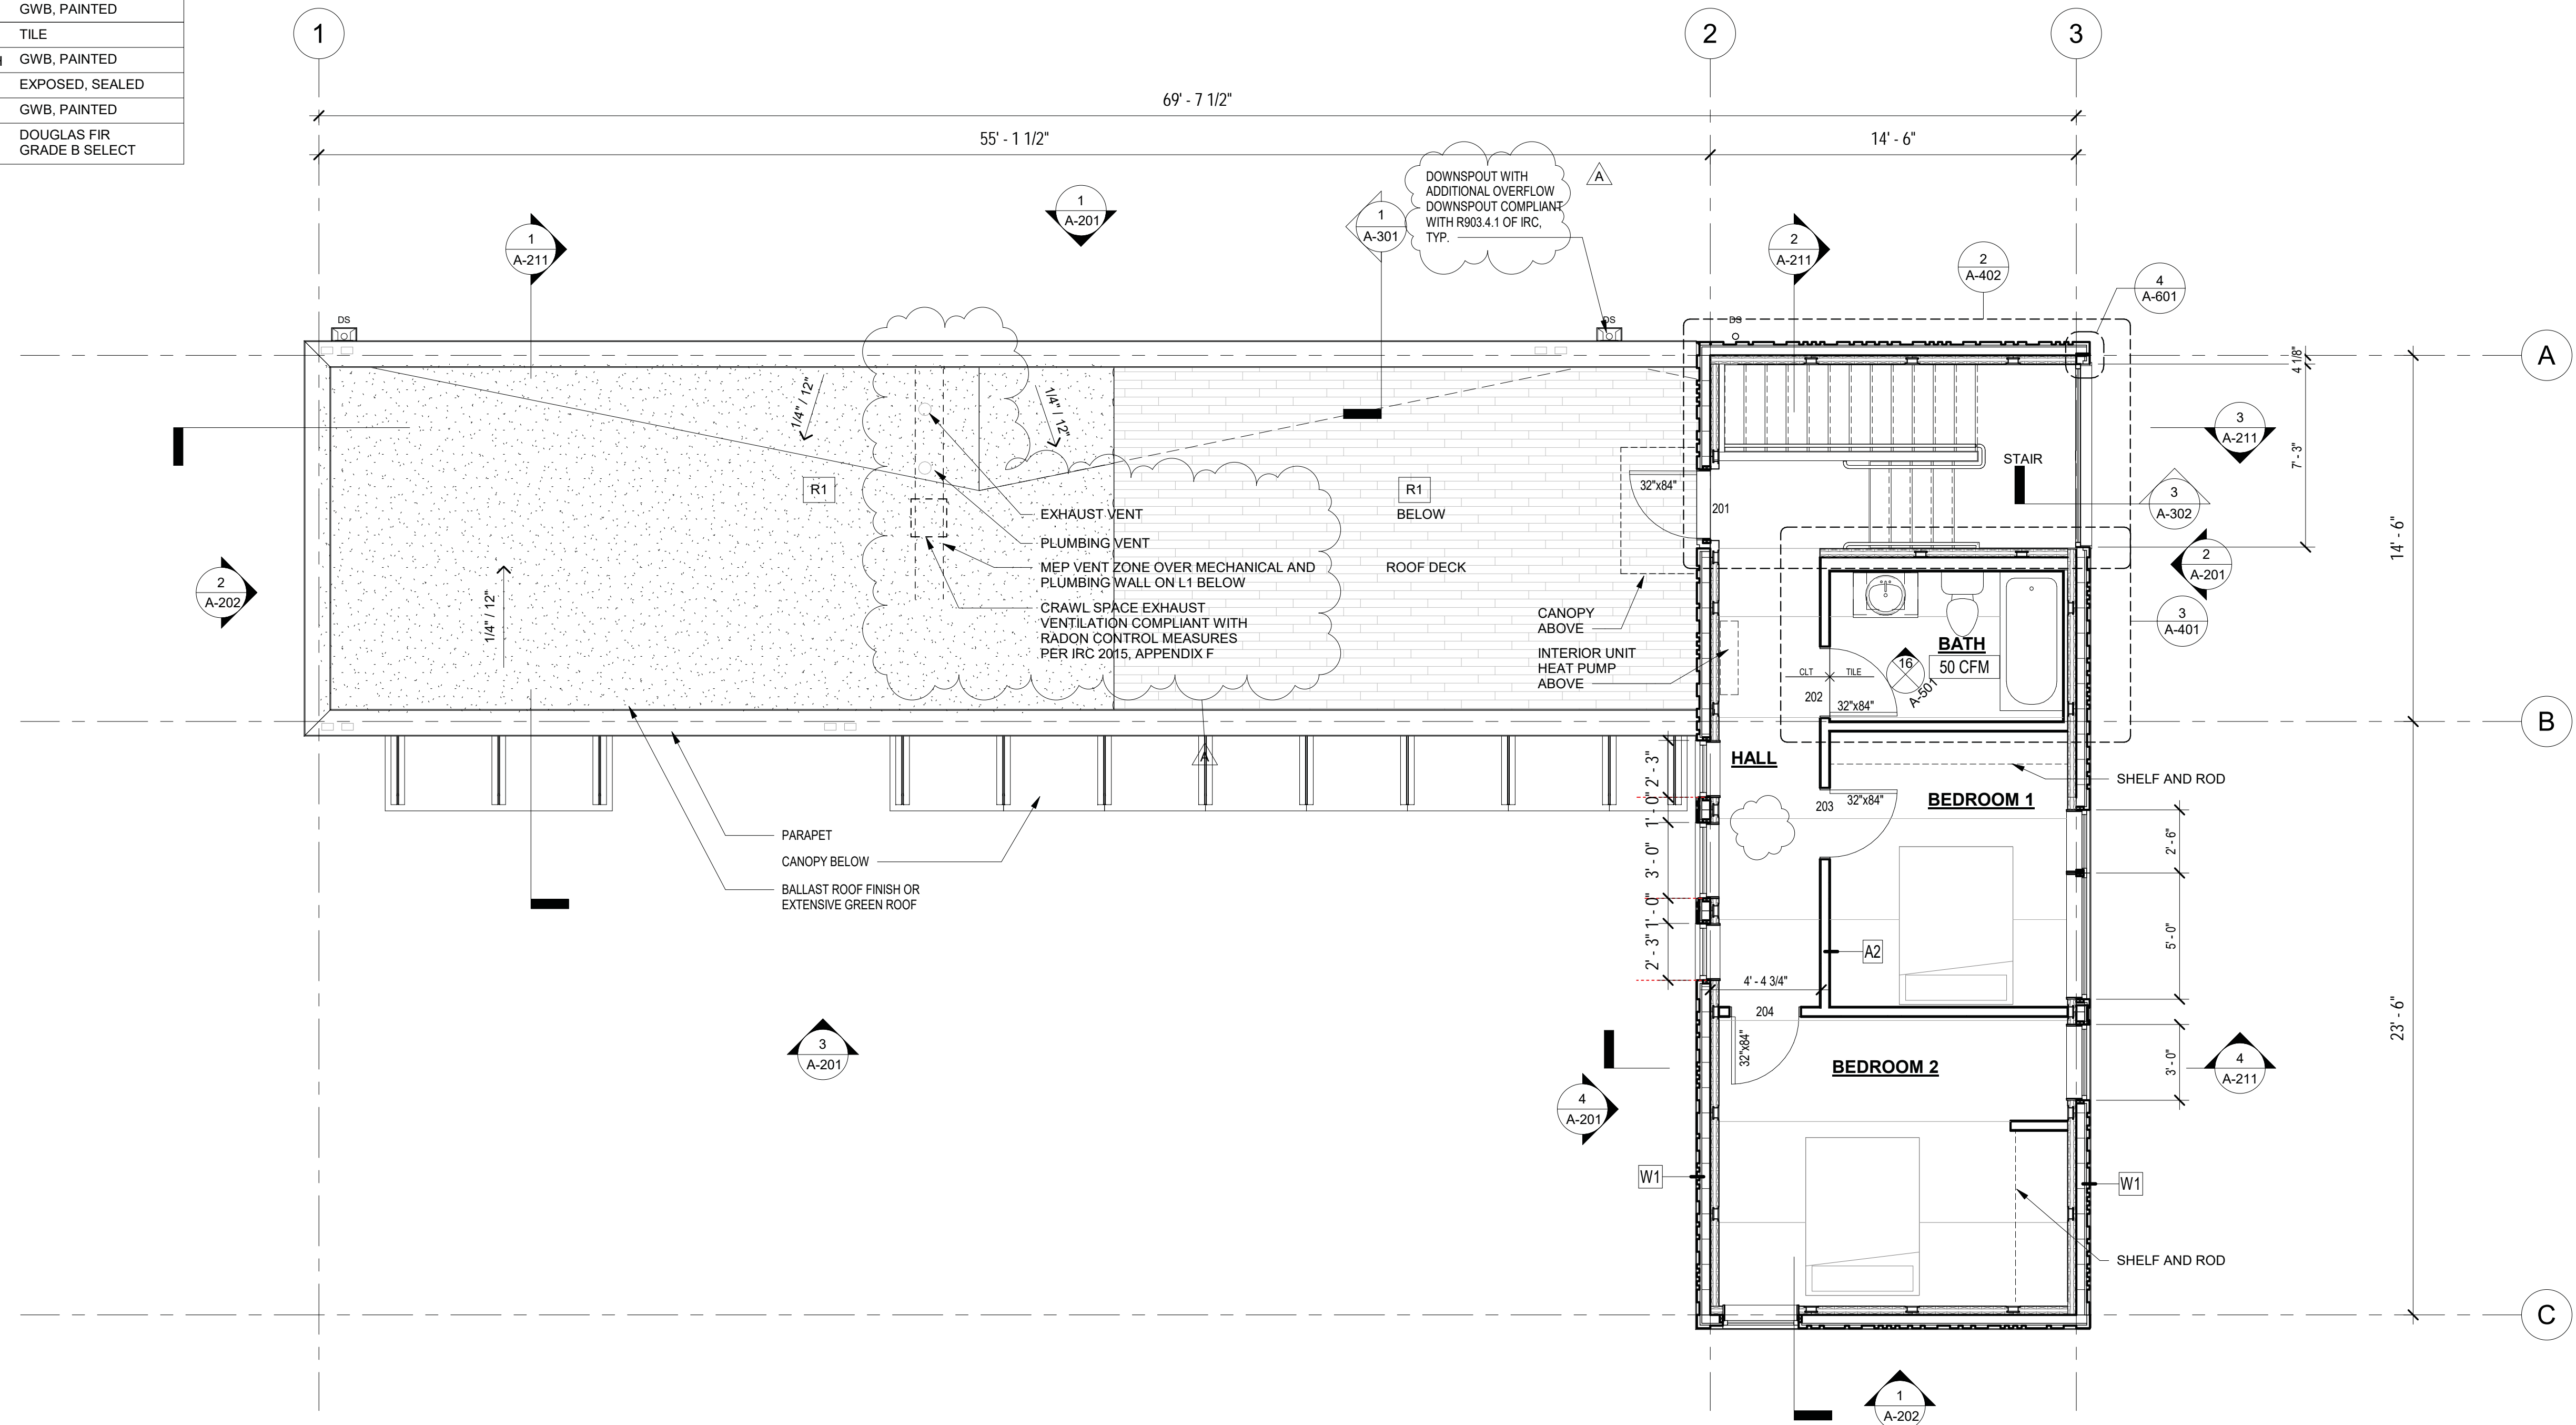 GWB, PAINTED
TILE
GWB, PAINTED
EXPOSED, SEALED
GWB, PAINTED
DOUGLAS FIR
GRADE B SELECT
1
2
3
69' - 7 1/2"
55' - 1 1/2"
14' - 6"
DOWNSPOUT WITH
ADDITIONAL OVERFLOW
DOWNSPOUT COMPLIANT
WITH R903.4.1 OF IRC,
TYP.
A
1
A-211
1
A-201
1
A-301
2
A-211
2
A-402
4
A-601
DS
DS
DS
A
4 1/8"
7' - 3"
14' - 6"
1/4" / 12"
1/4" / 12"
1/4" / 12"
R1
R1
BELOW
EXHAUST VENT
PLUMBING VENT
MEP VENT ZONE OVER MECHANICAL AND
PLUMBING WALL ON L1 BELOW
CRAWL SPACE EXHAUST
VENTILATION COMPLIANT WITH
RADON CONTROL MEASURES
PER IRC 2015, APPENDIX F
ROOF DECK
CANOPY
ABOVE
INTERIOR UNIT
HEAT PUMP
ABOVE
32"x84"
201
STAIR
3
A-211
3
A-302
2
A-201
3
A-401
2
A-202
BATH
50 CFM
16
A-501
CLT
TILE
202
32"x84"
B
A
HALL
SHELF AND ROD
203
32"x84"
BEDROOM 1
2' - 3"
1' - 0"
3' - 0"
1' - 0"
2' - 3"
2' - 6"
5' - 0"
3' - 0"
23' - 6"
PARAPET
CANOPY BELOW
BALLAST ROOF FINISH OR
EXTENSIVE GREEN ROOF
A2
4' - 4 3/4"
204
32"x84"
BEDROOM 2
3
A-201
4
A-201
4
A-211
W1
W1
SHELF AND ROD
C
1
A-202